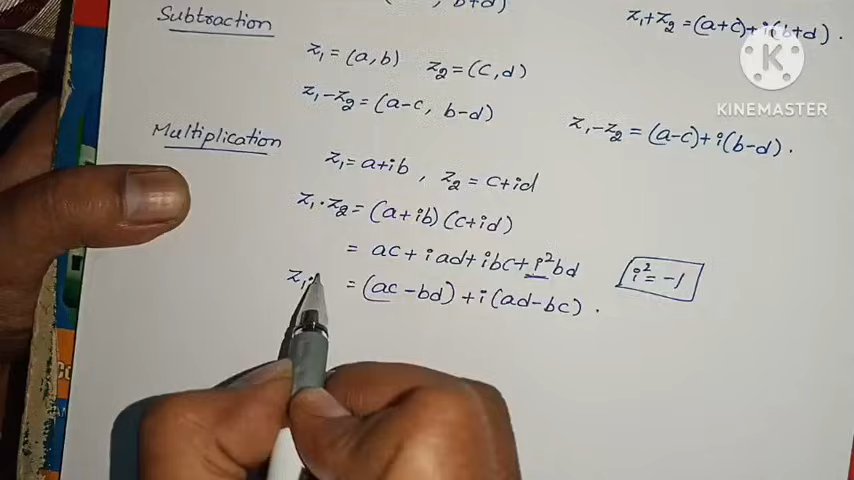 , b+d)
Subtraction
z₁+z₂ = (a+c)+i(b+d).
z₁ = (a,b) z₂ = (c,d)
z₁-z₂ = (a-c, b-d)
z₁-z₂ = (a-c)+i(b-d).
KINEMASTER
Multiplication
z₁ = a+ib, z₂ = c+id
z₁·z₂ = (a+ib)(c+id)
= ac + iad+ibc+i²bd
i² = -1
z₁· = (ac-bd)+i(ad-bc).